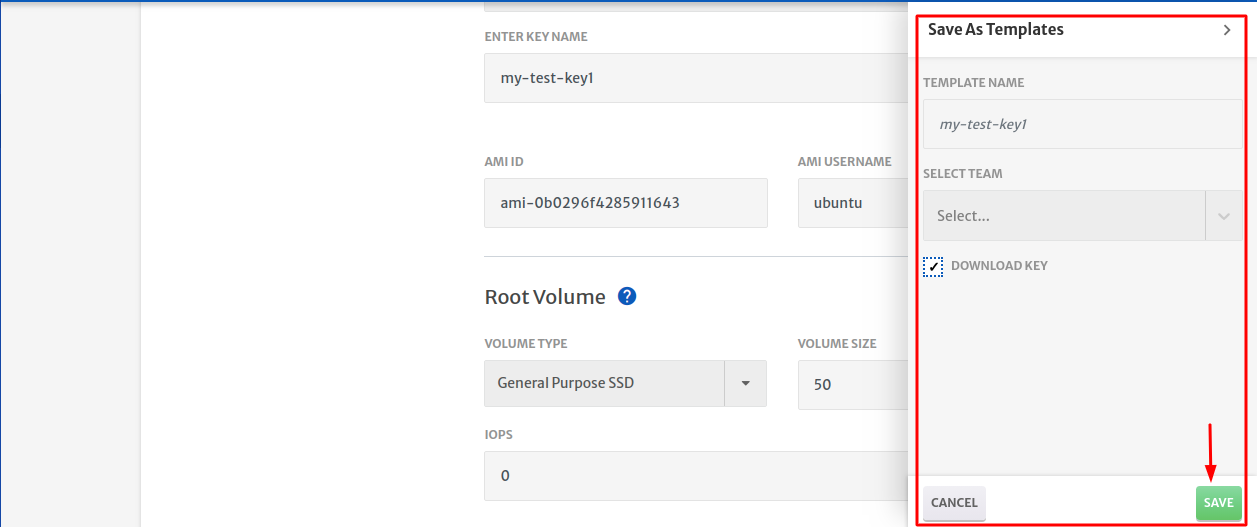 ENTER KEY NAME
my-test-key1
AMI ID
AMI USERNAME
ami-0b0296f4285911643
ubuntu
Root Volume ?
VOLUME TYPE
VOLUME SIZE
General Purpose SSD
50
IOPS
0
Save As Templates
TEMPLATE NAME
my-test-key1
SELECT TEAM
Select...
DOWNLOAD KEY
CANCEL
SAVE